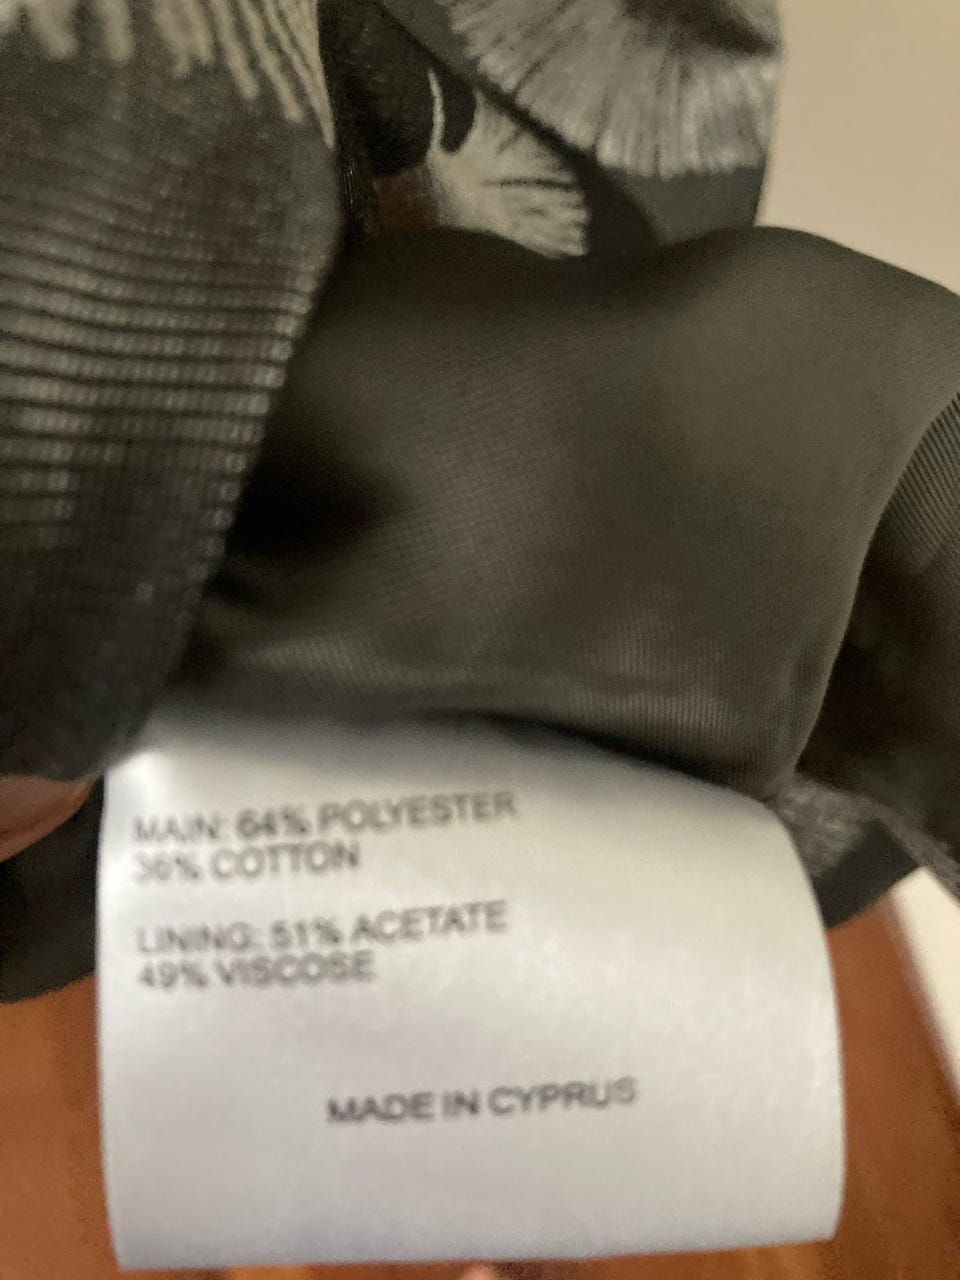 MAIN: 64% POLYESTER
36% COTTON
LINING: 51% ACETATE
49% VISCOSE
MADE IN CYPRUS